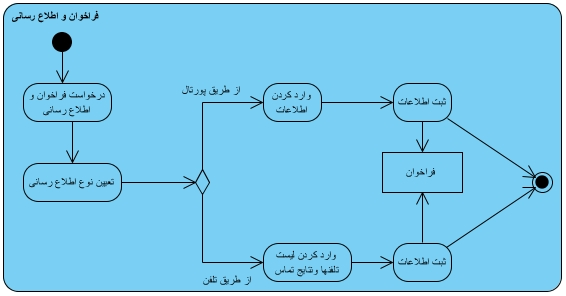 فراخوان و اطلاع رسانی
درخواست فراخوان و
اطلاع رسانی
تعیین نوع اطلاع رسانی
از طریق پورتال
وارد کردن
اطلاعات
ثبت اطلاعات
فراخوان
از طریق تلفن
وارد کردن لیست
تلفنها ونتایج تماس
ثبت اطلاعات